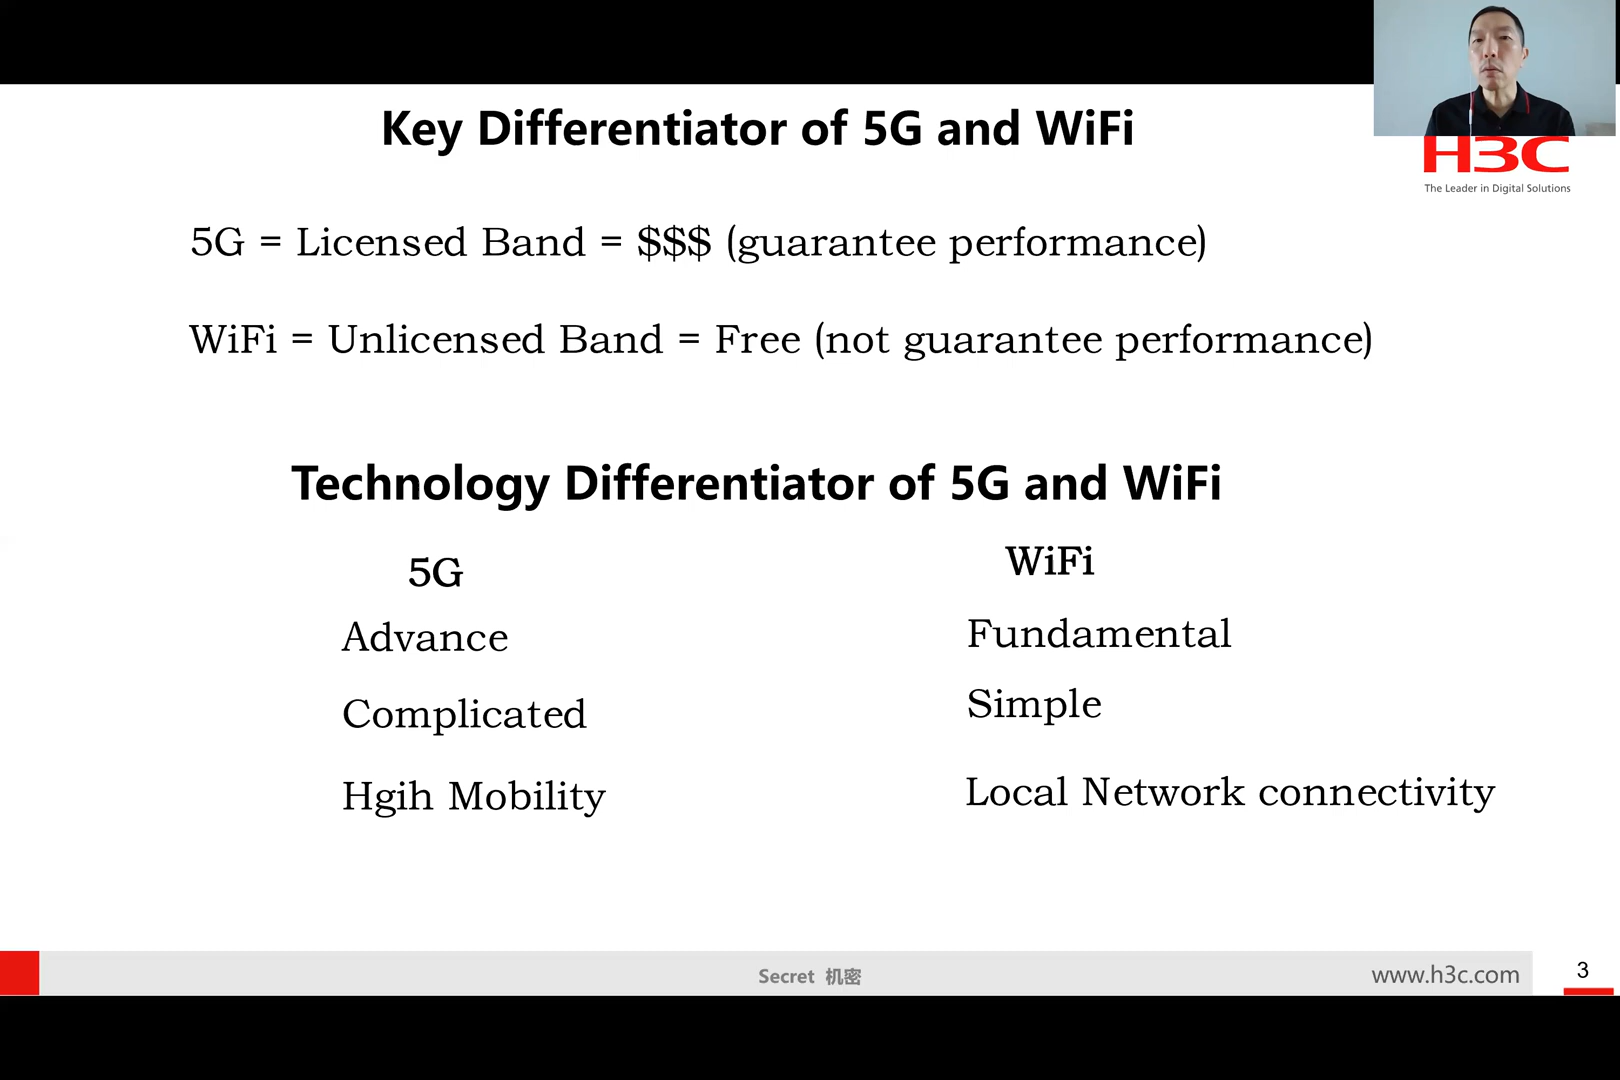 Key Differentiator of 5G and WiFi
H3C
The Leader in Digital Solutions
5G = Licensed Band = $$$ (guarantee performance)
WiFi = Unlicensed Band = Free (not guarantee performance)
Technology Differentiator of 5G and WiFi
5G
WiFi
Advance
Fundamental
Complicated
Simple
Hgih Mobility
Local Network connectivity
Secret 机密
www.h3c.com
3